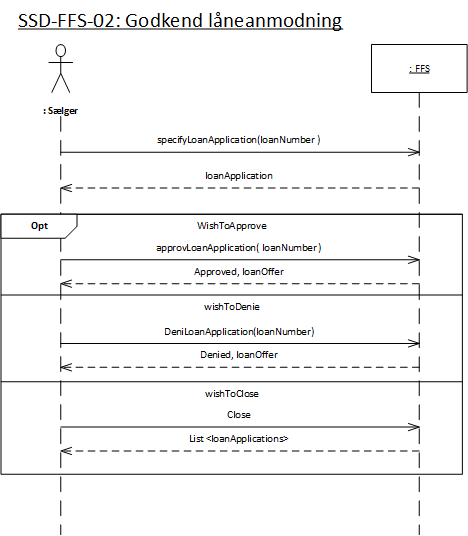 SSD-FFS-02: Godkend låneanmodning
: FFS
: Sælger
specifyLoanApplication(loanNumber )
loanApplication
Opt
WishToApprove
approvLoanApplication( loanNumber )
Approved, loanOffer
wishToDenie
DeniLoanApplication(loanNumber)
Denied, loanOffer
wishToClose
Close
List <loanApplications>